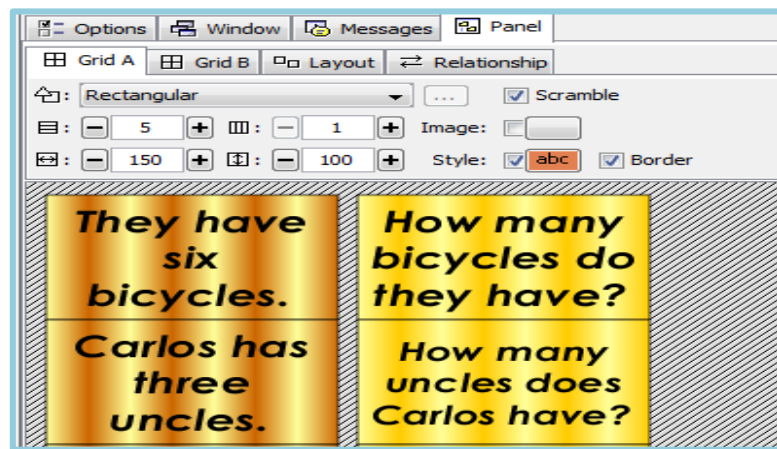 Options Window Messages Panel
Grid A Grid B Layout Relationship
: Rectangular ... Scramble
: 5 : 1 Image:
: 150 : 100 Style: abc Border
They have
six
bicycles.
How many
bicycles do
they have?
Carlos has
three
uncles.
How many
uncles does
Carlos have?